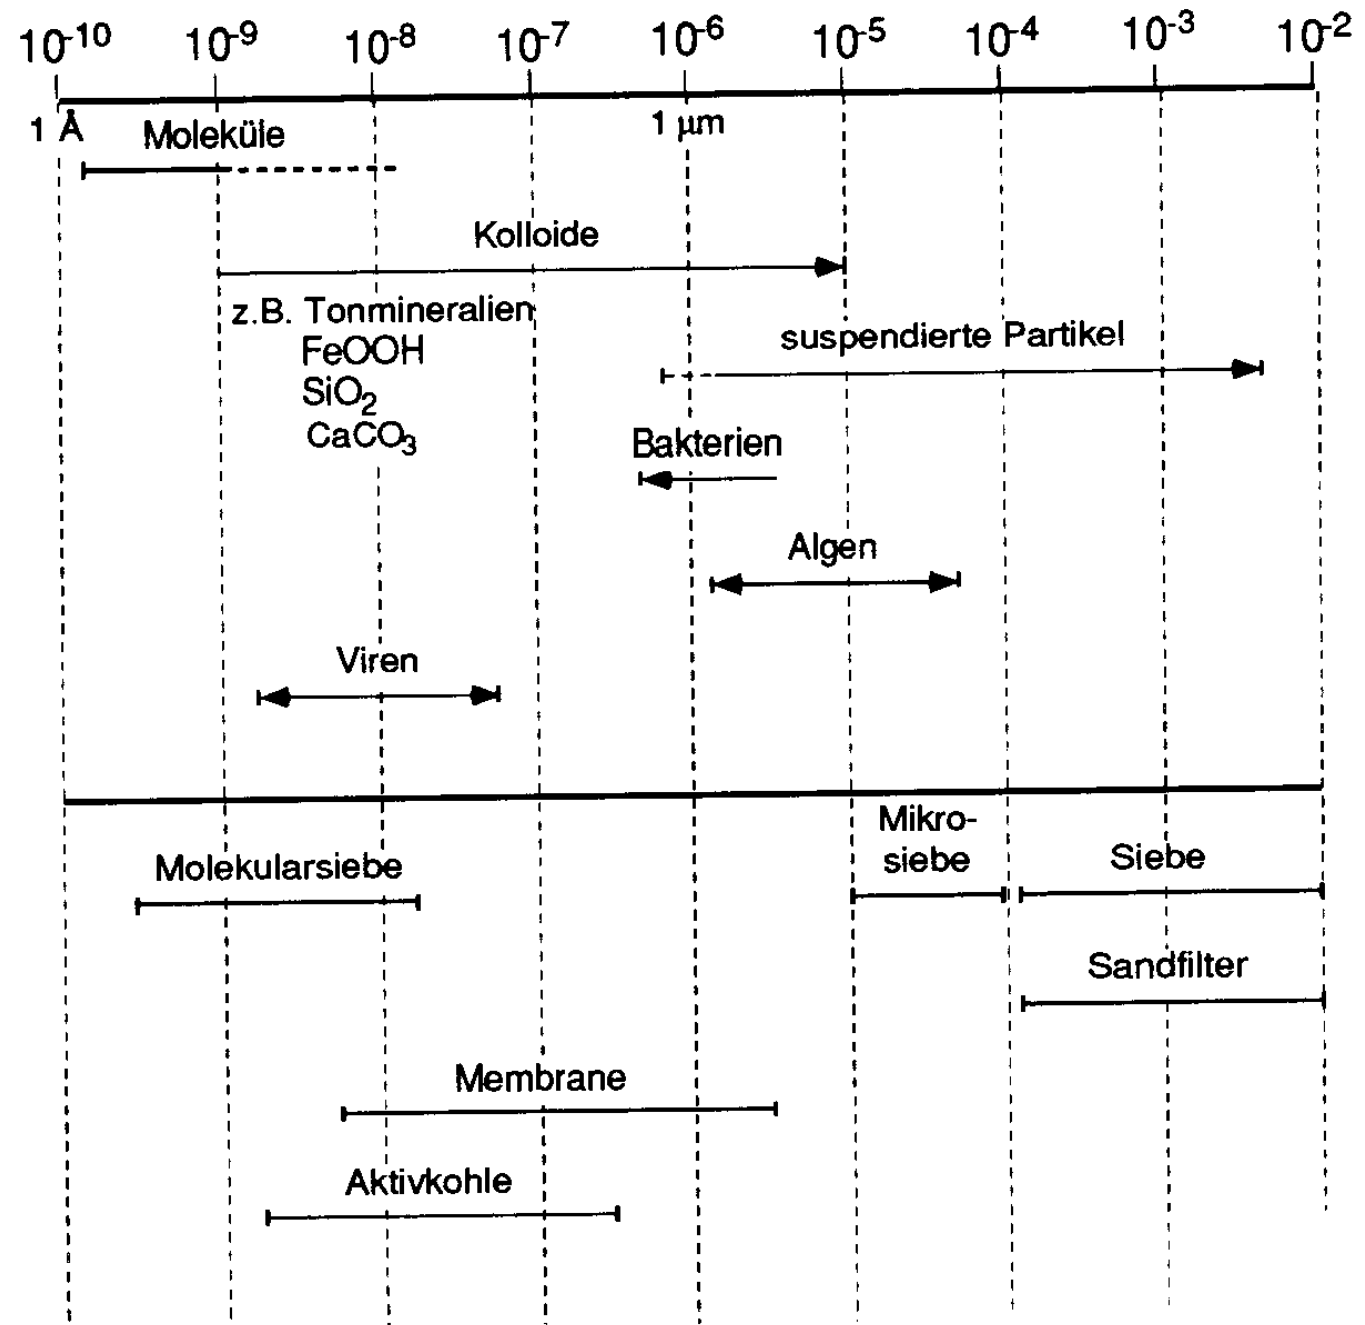 10-10 10-9 10-8 10-7 10-6 10-5 10-4 10-3 10-2
1 Å 1 µm
Moleküle
Kolloide
z.B. Tonmineralien
FeOOH
SiO2
CaCO3
suspendierte Partikel
Bakterien
Algen
Viren
Mikro-
siebe
Molekularsiebe
Siebe
Sandfilter
Membrane
Aktivkohle